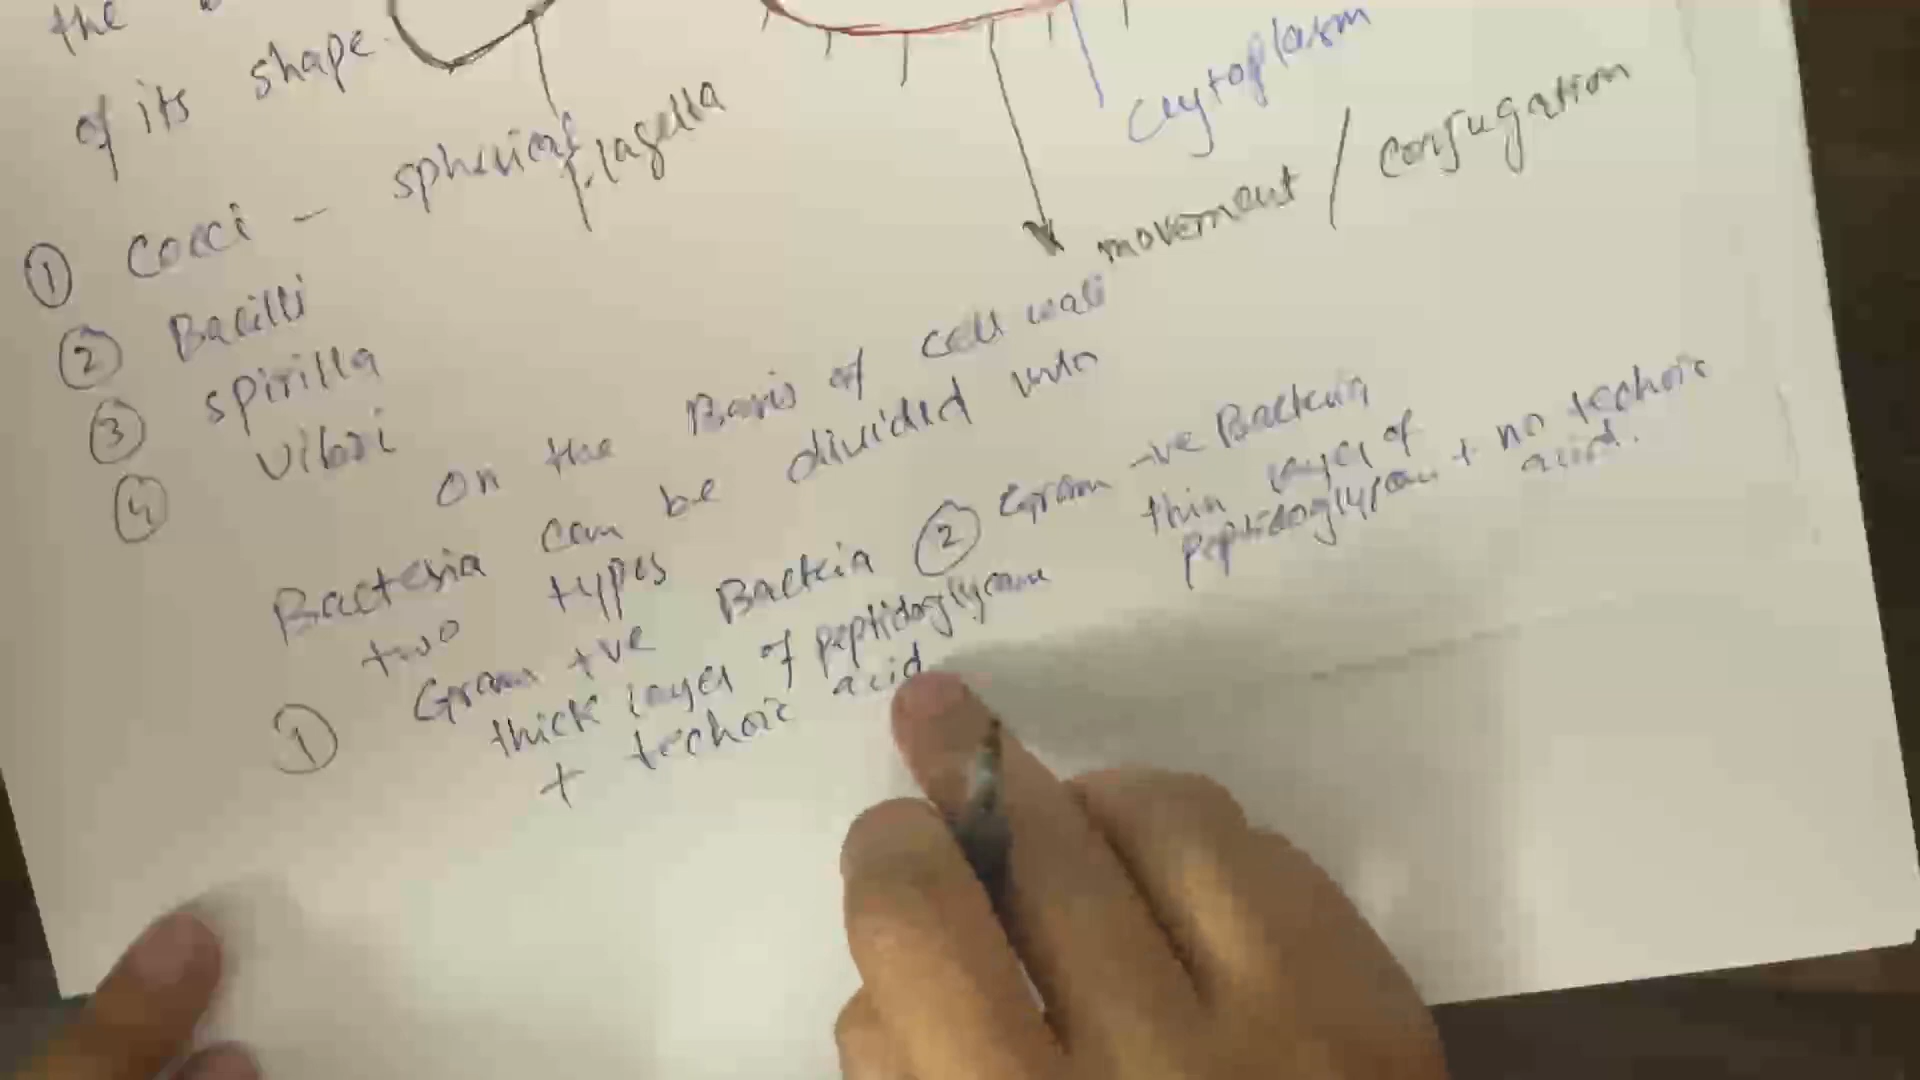 the
of its shape.
flagella
Cytoplasm
movement / conjugation
① Cocci - spherical
② Bacilli
③ spirilla
④ vibri
On the Basis of cell wall
Bacteria can be divided into
two types
① Gram +ve Bacteria ② Gram -ve Bacteria
thick layer of peptidoglycan
+ techoic acid
thin layer of
peptidoglycan + no techoic
acid.